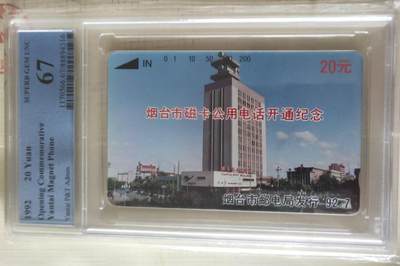 1992 20 Yuan
Opening Commemorative
Yantai Magnet Phone
Yantai P&T Admin
SUPERB GEM UNC
67
IN 0 1 10 50 100 200
20元
烟台市磁卡公用电话开通纪念
烟台市邮电局发行 '92.7